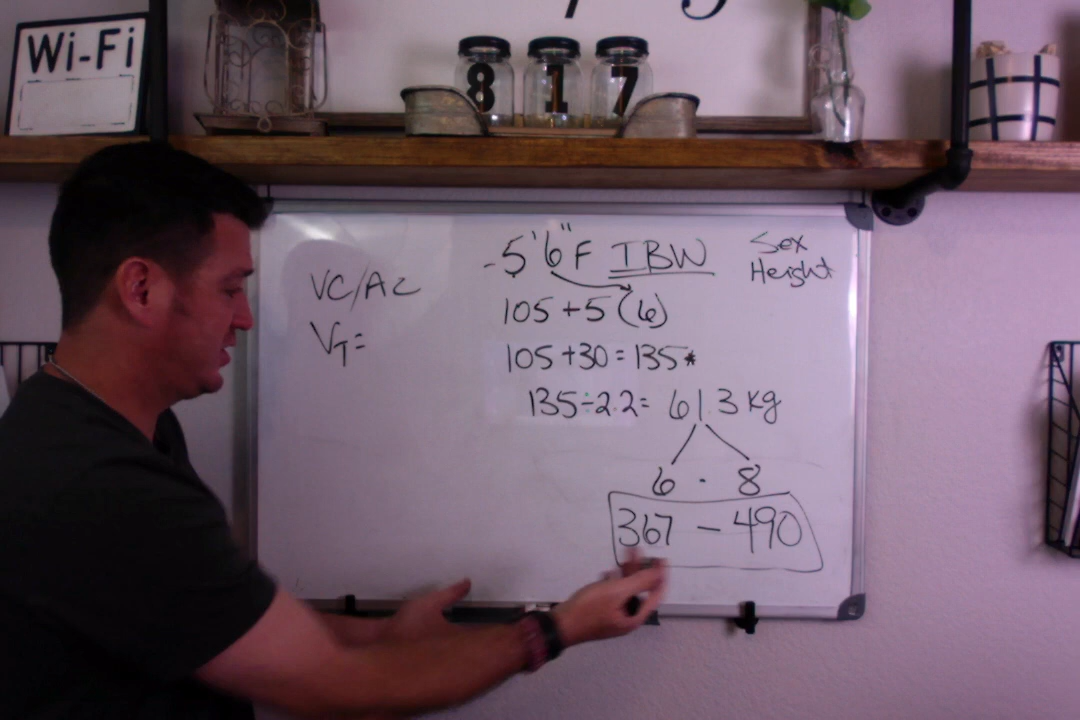 Wi-Fi
8 1 7
-5'6" F IBW
Sex
Height
VC/AC
VT=
105 + 5 (6)
105 + 30 = 135*
135 ÷ 2.2 = 61.3 kg
6 · 8
367 - 490